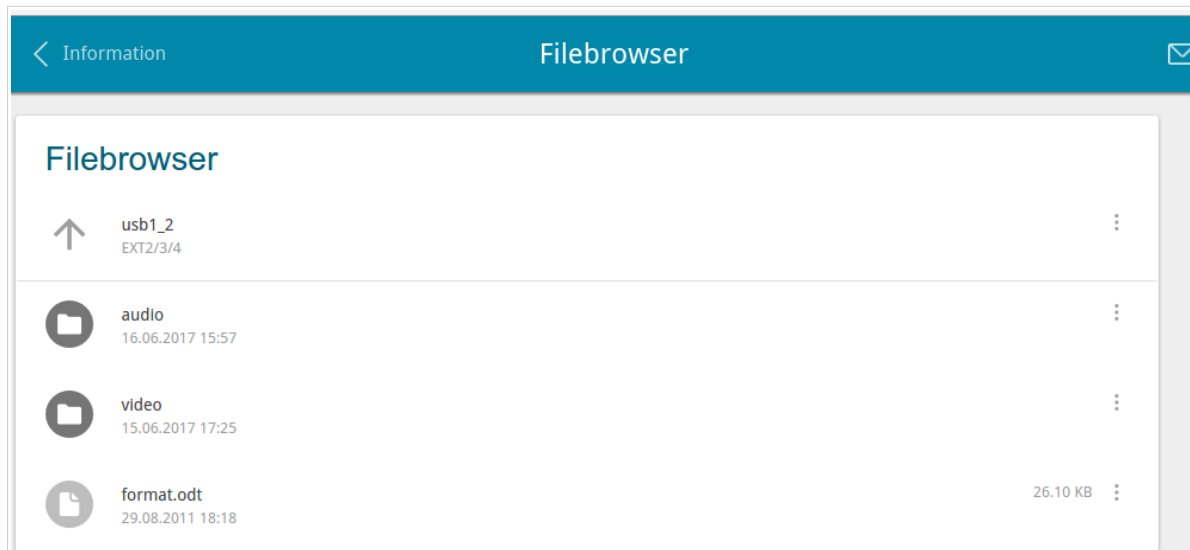 Information
Filebrowser
Filebrowser
usb1_2
EXT2/3/4
audio
16.06.2017 15:57
video
15.06.2017 17:25
format.odt
26.10 KB
29.08.2011 18:18